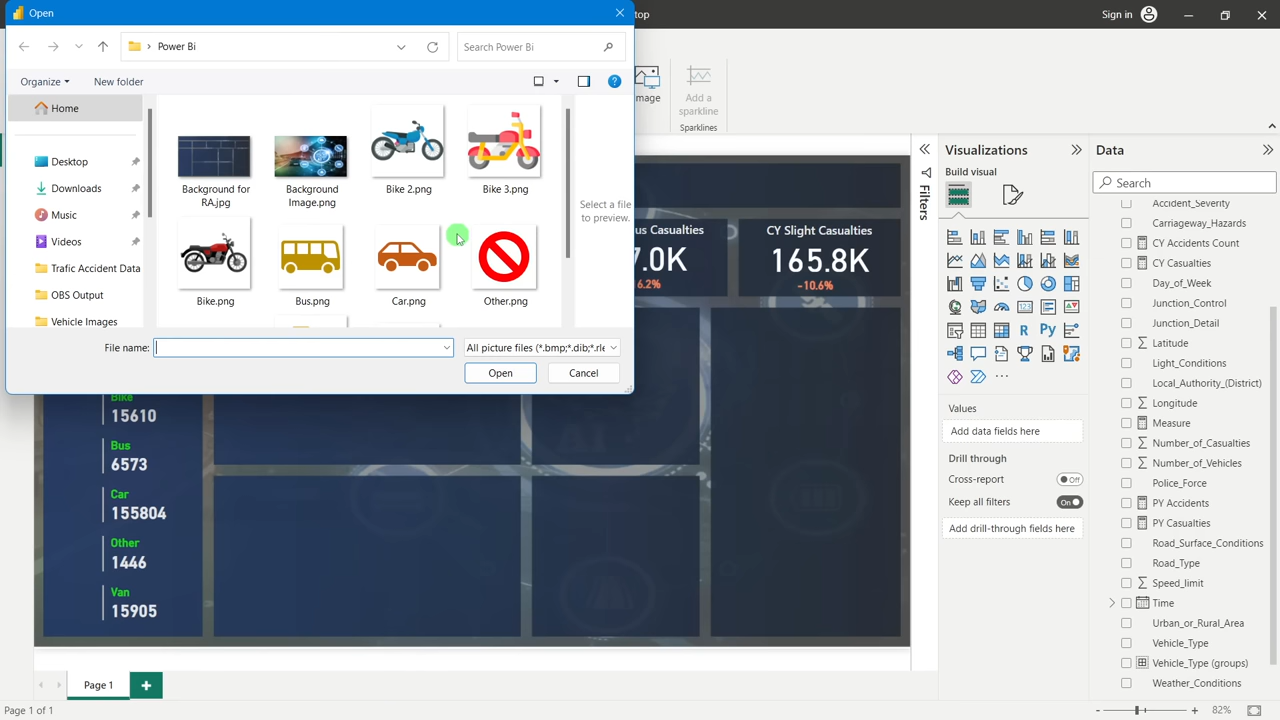 Open
top
Sign in
Power Bi
Search Power Bi
Organize
New folder
Home
Desktop
Downloads
Music
Videos
Trafic Accident Data
OBS Output
Vehicle Images
Background for
RA.jpg
Background
Image.png
Bike 2.png
Bike 3.png
Bike.png
Bus.png
Car.png
Other.png
Select a file
to preview.
File name:
All picture files (*.bmp;*.dib;*.rle
Open
Cancel
mage
Add a
sparkline
Sparklines
us Casualties
7.0K
6.2%
CY Slight Casualties
165.8K
-10.6%
Bike
15610
Bus
6573
Car
155804
Other
1446
Van
15905
Filters
Visualizations
Build visual
R
Py
123
Values
Add data fields here
Drill through
Cross-report
Off
Keep all filters
On
Add drill-through fields here
Data
Search
Accident_Severity
Carriageway_Hazards
CY Accidents Count
CY Casualties
Day_of_Week
Junction_Control
Junction_Detail
Latitude
Light_Conditions
Local_Authority_(District)
Longitude
Measure
Number_of_Casualties
Number_of_Vehicles
Police_Force
PY Accidents
PY Casualties
Road_Surface_Conditions
Road_Type
Speed_limit
Time
Urban_or_Rural_Area
Vehicle_Type
Vehicle_Type (groups)
Weather_Conditions
Page 1
Page 1 of 1
82%